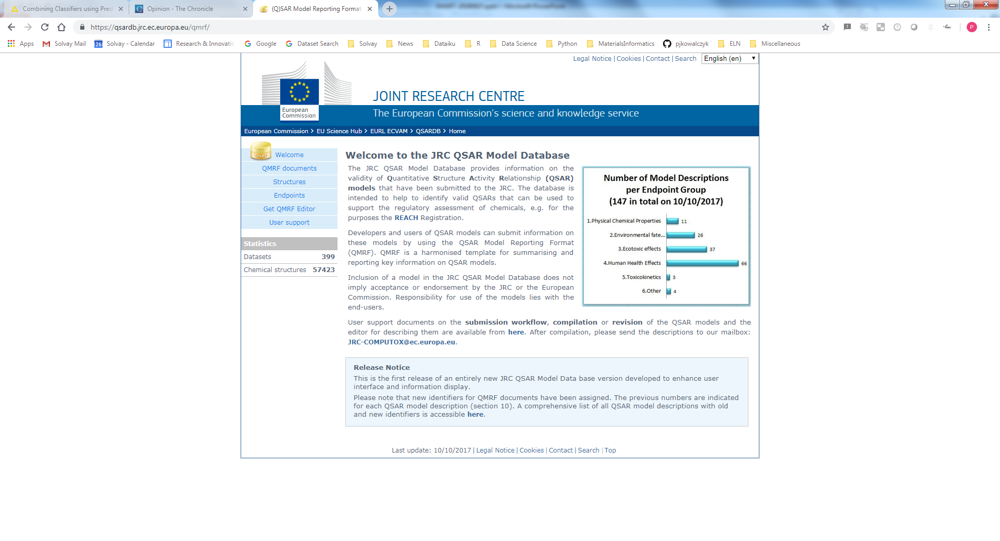 Combining Classifiers using Pred
Opinion - The Chronicle
(Q)SAR Model Reporting Format
https://qsardb.jrc.ec.europa.eu/qmrf/
P
Apps
Solvay Mail
26
Solvay - Calendar
Research & Innovatio
Google
Dataset Search
Solvay
News
Dataiku
R
Data Science
Python
MaterialsInformatics
pjkowalczyk
ELN
Miscellaneous
Legal Notice | Cookies | Contact | Search
English (en)
JOINT RESEARCH CENTRE
The European Commission's science and knowledge service
European
Commission
European Commission > EU Science Hub > EURL ECVAM > QSARDB > Home
QMRF
Welcome
QMRF documents
Structures
Endpoints
Get QMRF Editor
User support
Statistics
Datasets 399
Chemical structures 57423
Welcome to the JRC QSAR Model Database
The JRC QSAR Model Database provides information on the
validity of Quantitative Structure Activity Relationship (QSAR)
models that have been submitted to the JRC. The database is
intended to help to identify valid QSARs that can be used to
support the regulatory assessment of chemicals, e.g. for the
purposes the REACH Registration.
Developers and users of QSAR models can submit information on
these models by using the QSAR Model Reporting Format
(QMRF). QMRF is a harmonised template for summarising and
reporting key information on QSAR models.
Inclusion of a model in the JRC QSAR Model Database does not
imply acceptance or endorsement by the JRC or the European
Commission. Responsibility for use of the models lies with the
end-users.
Number of Model Descriptions
per Endpoint Group
(147 in total on 10/10/2017)
1.Physical Chemical Properties 11
2.Environmental fate... 26
3.Ecotoxic effects 37
4.Human Health Effects 66
5.Toxicokinetics 3
6.Other 4
User support documents on the submission workflow, compilation or revision of the QSAR models and the
editor for describing them are available from here. After compilation, please send the descriptions to our mailbox:
JRC-COMPUTOX@ec.europa.eu.
Release Notice
This is the first release of an entirely new JRC QSAR Model Data base version developed to enhance user
interface and information display.
Please note that new identifiers for QMRF documents have been assigned. The previous numbers are indicated
for each QSAR model description (section 10). A comprehensive list of all QSAR model descriptions with old
and new identifiers is accessible here.
Last update: 10/10/2017 | Legal Notice | Cookies | Contact | Search | Top